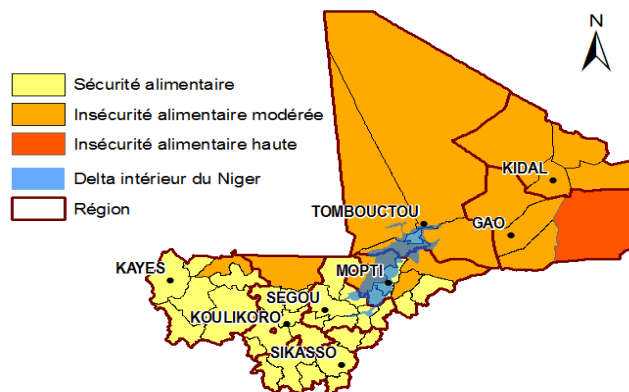 N
Sécurité alimentaire
Insécurité alimentaire modérée
Insécurité alimentaire haute
Delta intérieur du Niger
Région
KIDAL
TOMBOUCTOU
GAO
KAYES
MOPTI
SEGOU
KOULIKORO
SIKASSO